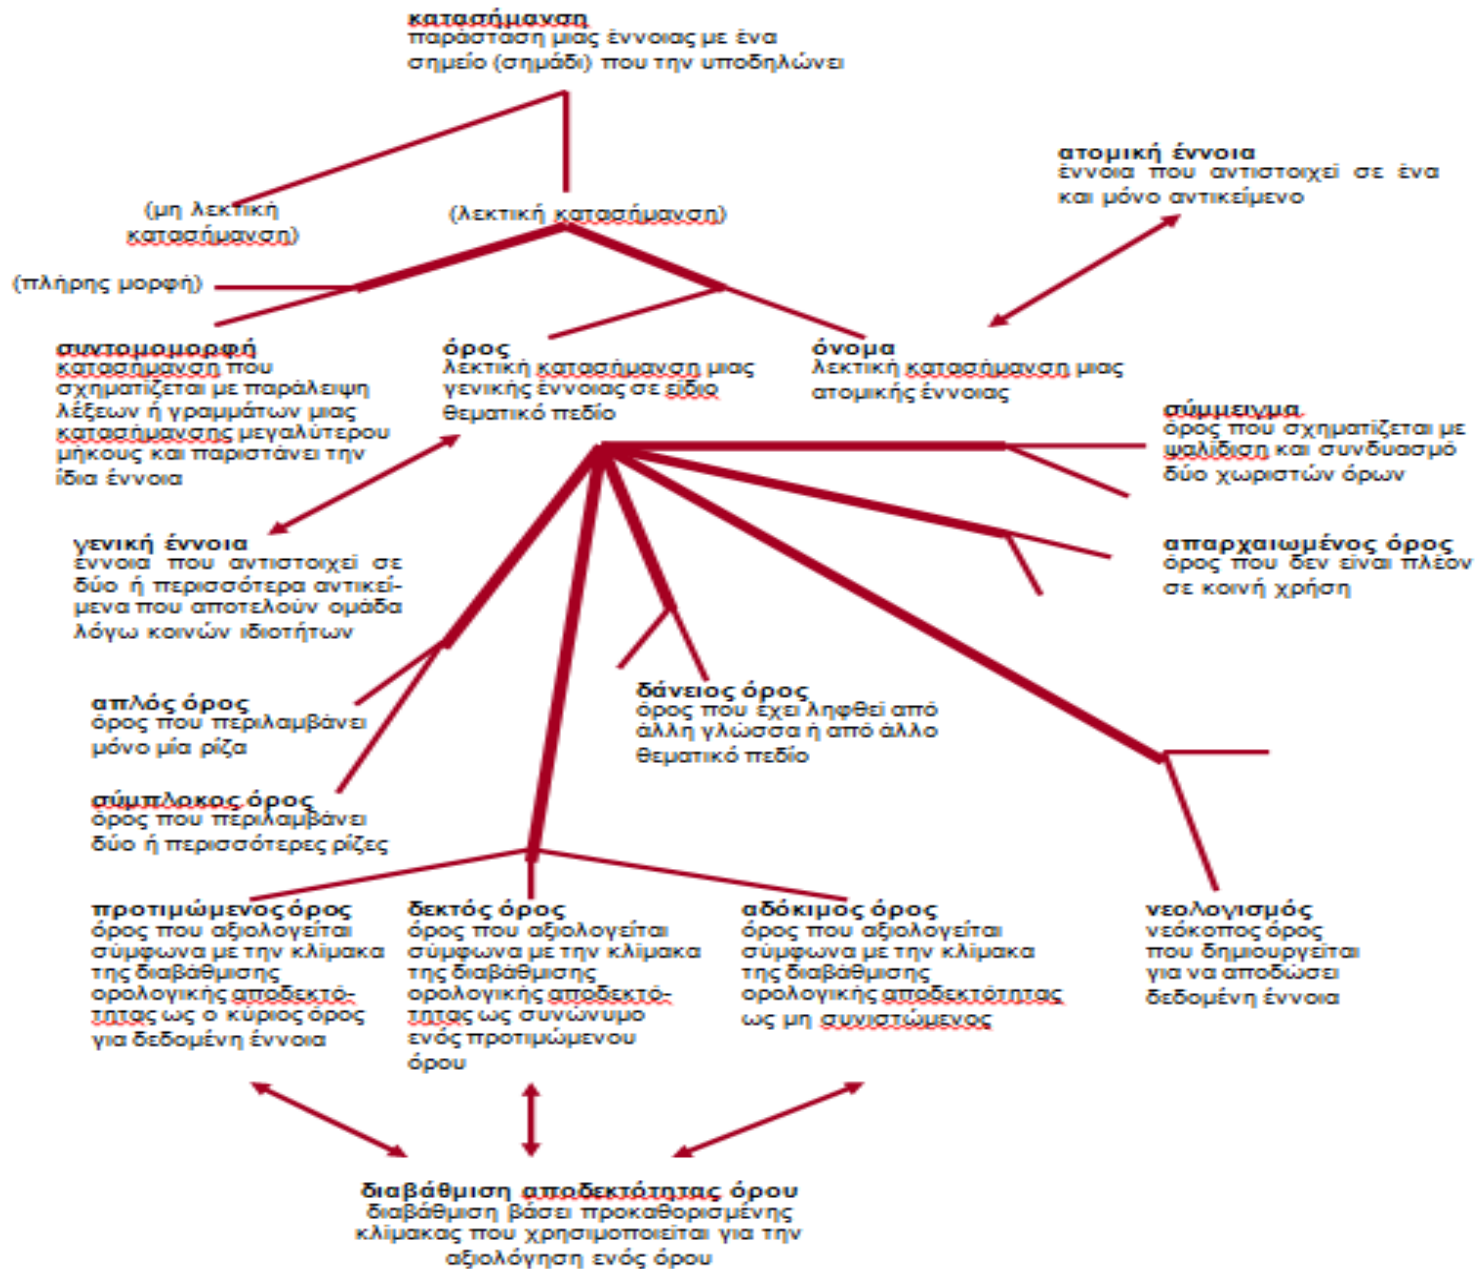 κατασήμανση
παράσταση μιας έννοιας με ένα
σημείο (σημάδι) που την υποδηλώνει
ατομική έννοια
έννοια που αντιστοιχεί σε ένα
και μόνο αντικείμενο
(μη λεκτική
κατασήμανση)
(λεκτική κατασήμανση)
(πλήρης μορφή)
συντομομορφή
κατασήμανση που
σχηματίζεται με παράλειψη
λέξεων ή γραμμάτων μιας
κατασήμανσης μεγαλύτερου
μήκους και παριστάνει την
ίδια έννοια
όρος
λεκτική κατασήμανση μιας
γενικής έννοιας σε είδιο
θεματικό πεδίο
όνομα
λεκτική κατασήμανση μιας
ατομικής έννοιας
σύμμειγμα
όρος που σχηματίζεται με
ψαλίδιση και συνδυασμό
δύο χωριστών όρων
γενική έννοια
έννοια που αντιστοιχεί σε
δύο ή περισσότερα αντικεί-
μενα που αποτελούν ομάδα
λόγω κοινών ιδιοτήτων
απαρχαιωμένος όρος
όρος που δεν είναι πλέον
σε κοινή χρήση
απλός όρος
όρος που περιλαμβάνει
μόνο μία ρίζα
δάνειος όρος
όρος που έχει ληφθεί από
άλλη γλώσσα ή από άλλο
θεματικό πεδίο
σύμπλοκος όρος
όρος που περιλαμβάνει
δύο ή περισσότερες ρίζες
προτιμώμενος όρος
όρος που αξιολογείται
σύμφωνα με την κλίμακα
της διαβάθμισης
ορολογικής αποδεκτό-
τητας ως ο κύριος όρος
για δεδομένη έννοια
δεκτός όρος
όρος που αξιολογείται
σύμφωνα με την κλίμακα
της διαβάθμισης
ορολογικής αποδεκτό-
τητας ως συνώνυμο
ενός προτιμώμενου
όρου
αδόκιμός όρος
όρος που αξιολογείται
σύμφωνα με την κλίμακα
της διαβάθμισης
ορολογικής αποδεκτότητας
ως μη συνιστώμενος
νεολογισμός
νεόκοπος όρος
που δημιουργείται
για να αποδώσει
δεδομένη έννοια
διαβάθμιση αποδεκτότητας όρου
διαβάθμιση βάσει προκαθορισμένης
κλίμακας που χρησιμοποιείται για την
αξιολόγηση ενός όρου